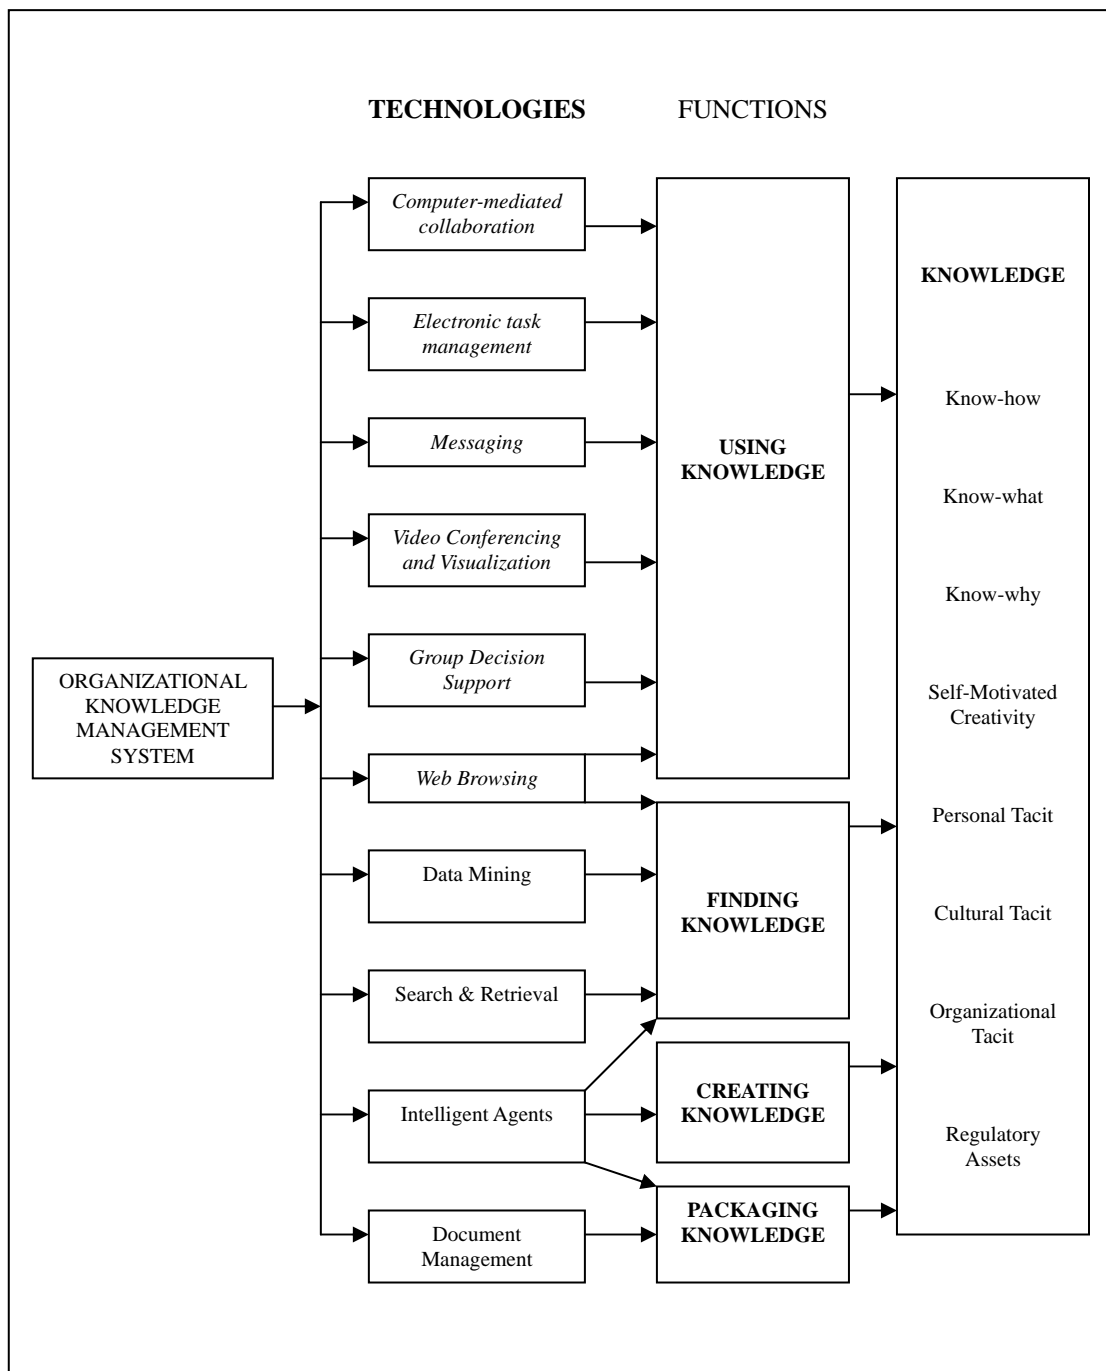 TECHNOLOGIES
FUNCTIONS
Computer-mediated
collaboration
Electronic task
management
Messaging
Video Conferencing
and Visualization
Group Decision
Support
Web Browsing
Data Mining
Search & Retrieval
Intelligent Agents
Document
Management
ORGANIZATIONAL
KNOWLEDGE
MANAGEMENT
SYSTEM
USING
KNOWLEDGE
FINDING
KNOWLEDGE
CREATING
KNOWLEDGE
PACKAGING
KNOWLEDGE
KNOWLEDGE
Know-how
Know-what
Know-why
Self-Motivated
Creativity
Personal Tacit
Cultural Tacit
Organizational
Tacit
Regulatory
Assets